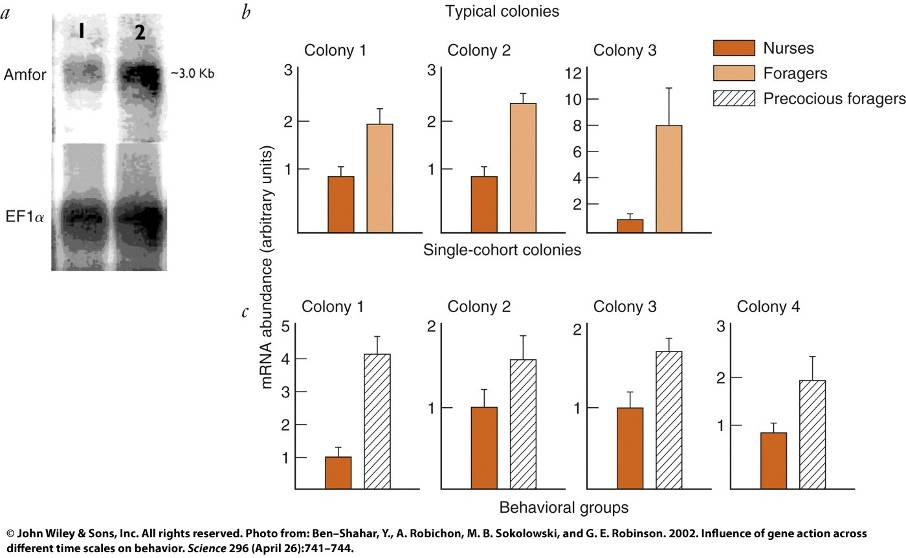 a
1 2
Amfor
~3.0 Kb
EF1α
b
Typical colonies
Colony 1
Colony 2
Colony 3
3
2
1
3
2
1
12
10
8
6
4
2
Nurses
Foragers
Precocious foragers
mRNA abundance (arbitrary units)
Single-cohort colonies
c
Colony 1
Colony 2
Colony 3
Colony 4
5
4
3
2
1
2
1
2
1
3
2
1
Behavioral groups
© John Wiley & Sons, Inc. All rights reserved. Photo from: Ben–Shahar, Y., A. Robichon, M. B. Sokolowski, and G. E. Robinson. 2002. Influence of gene action across
different time scales on behavior. Science 296 (April 26):741–744.